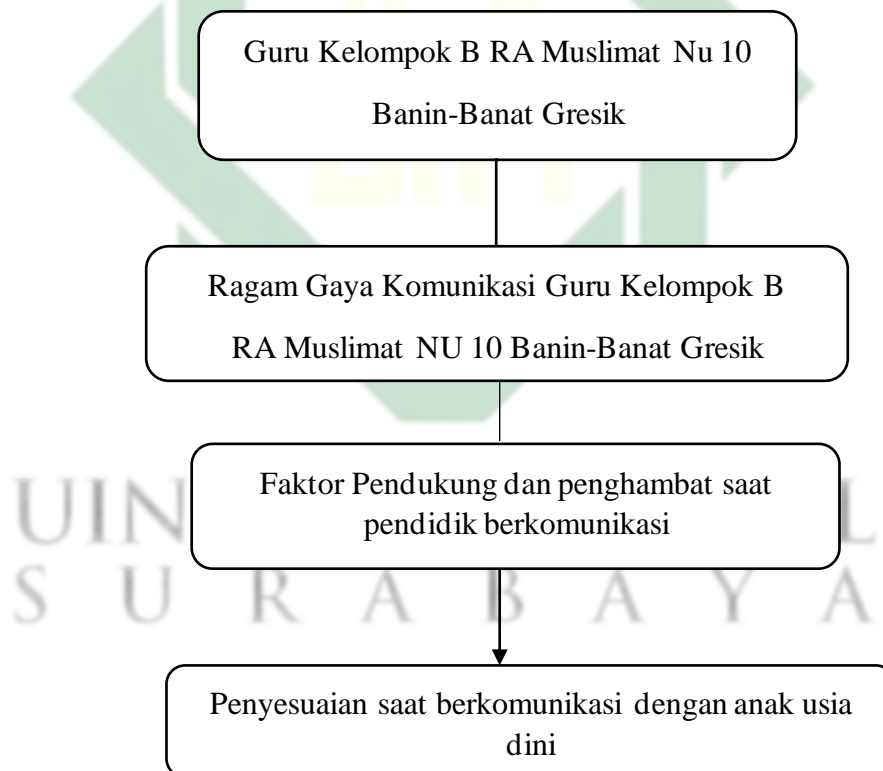 Guru Kelompok B RA Muslimat Nu 10
Banin-Banat Gresik
Ragam Gaya Komunikasi Guru Kelompok B
RA Muslimat NU 10 Banin-Banat Gresik
Faktor Pendukung dan penghambat saat
pendidik berkomunikasi
UIN
S U R A B A Y A
Penyesuaian saat berkomunikasi dengan anak usia
dini